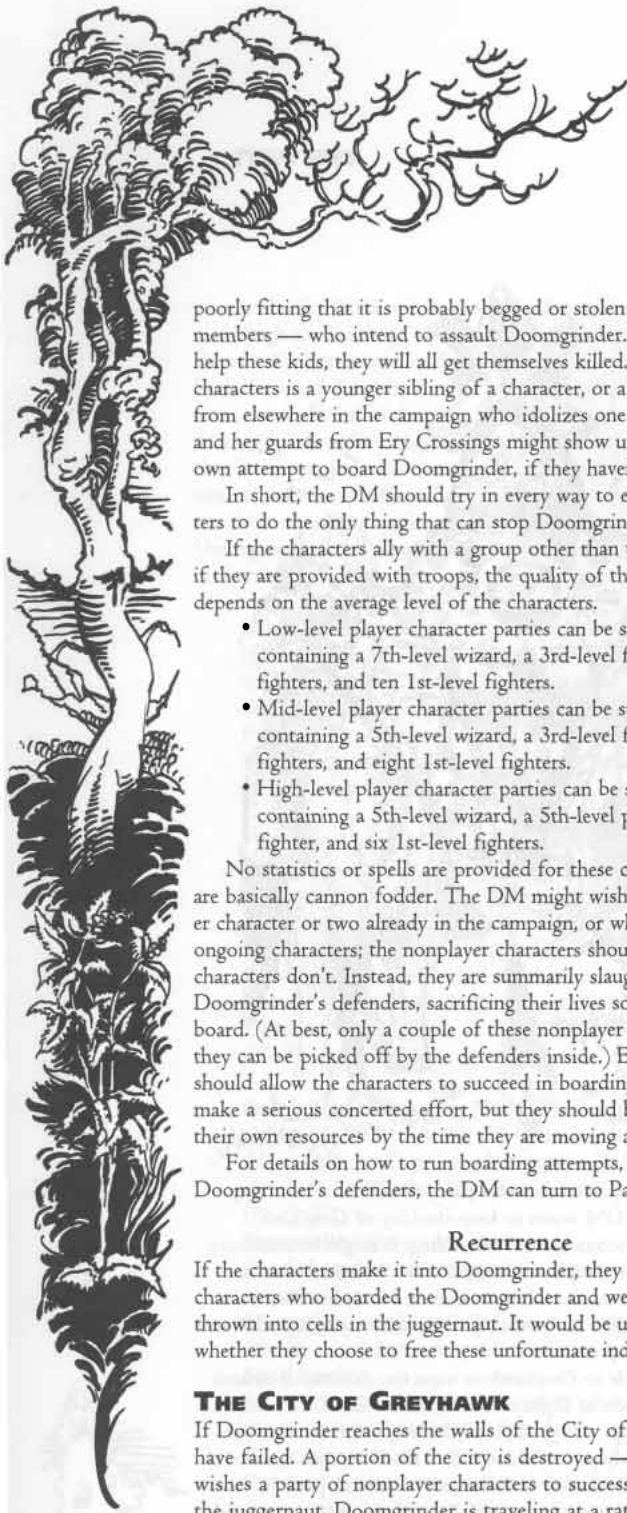 poorly fitting that it is probably begged or stolen
members — who intend to assault Doomgrinder.
help these kids, they will all get themselves killed.
characters is a younger sibling of a character, or a
from elsewhere in the campaign who idolizes one
and her guards from Ery Crossings might show u
own attempt to board Doomgrinder, if they haven
In short, the DM should try in every way to e
ters to do the only thing that can stop Doomgrin
If the characters ally with a group other than
if they are provided with troops, the quality of th
depends on the average level of the characters.
• Low-level player character parties can be s
containing a 7th-level wizard, a 3rd-level f
fighters, and ten 1st-level fighters.
• Mid-level player character parties can be s
containing a 5th-level wizard, a 3rd-level f
fighters, and eight 1st-level fighters.
• High-level player character parties can be s
containing a 5th-level wizard, a 5th-level p
fighter, and six 1st-level fighters.
No statistics or spells are provided for these c
are basically cannon fodder. The DM might wish
er character or two already in the campaign, or wh
ongoing characters; the nonplayer characters shou
characters don't. Instead, they are summarily slaug
Doomgrinder's defenders, sacrificing their lives so
board. (At best, only a couple of these nonplayer
they can be picked off by the defenders inside.) E
should allow the characters to succeed in boardin
make a serious concerted effort, but they should b
their own resources by the time they are moving a
For details on how to run boarding attempts,
Doomgrinder's defenders, the DM can turn to Pa
Recurrence
If the characters make it into Doomgrinder, they
characters who boarded the Doomgrinder and we
thrown into cells in the juggernaut. It would be u
whether they choose to free these unfortunate ind
THE CITY OF GREYHAWK
If Doomgrinder reaches the walls of the City of
have failed. A portion of the city is destroyed —
wishes a party of nonplayer characters to success
the juggernaut. Doomgrinder is traveling at a rat